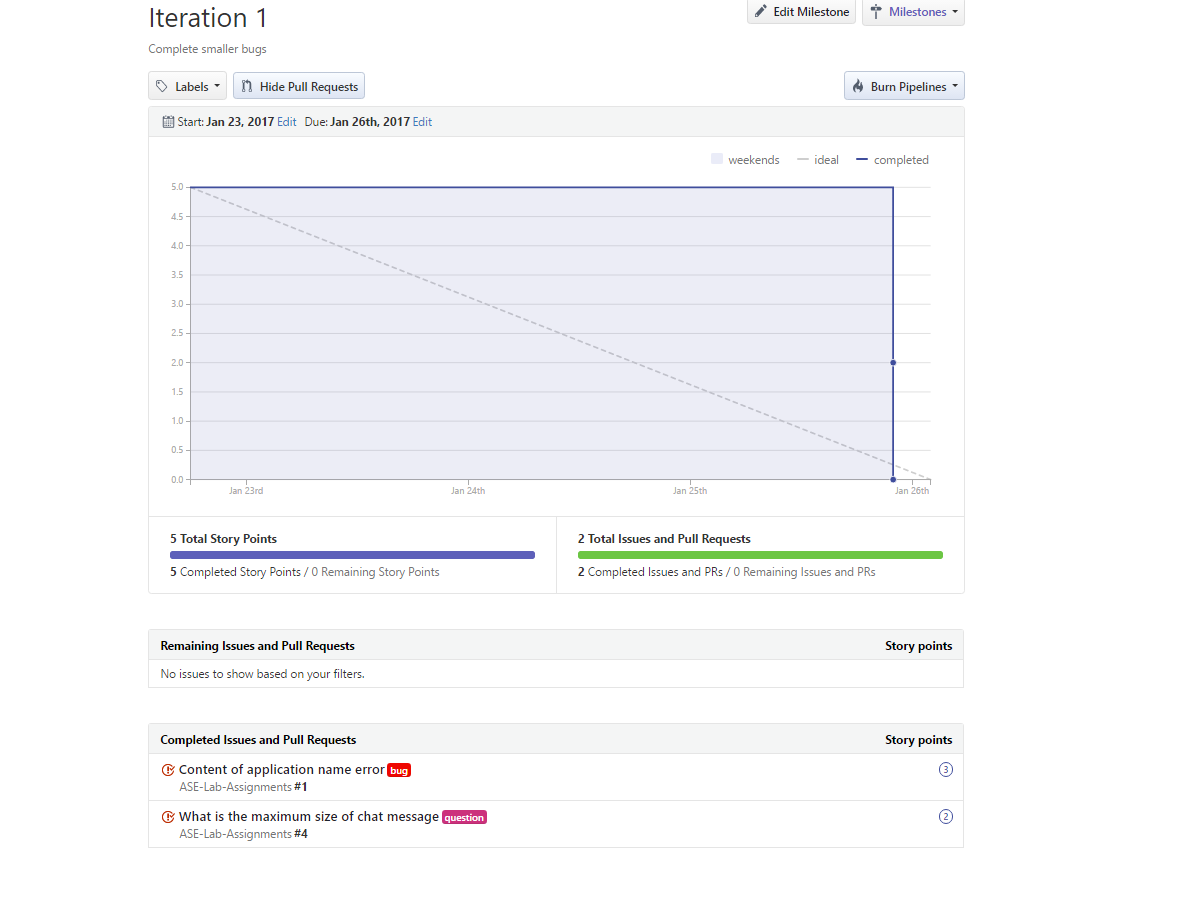 Iteration 1
Edit Milestone
Milestones
Complete smaller bugs
Labels
Hide Pull Requests
Burn Pipelines
Start: Jan 23, 2017 Edit Due: Jan 26th, 2017 Edit
weekends ideal completed
5.0
4.5
4.0
3.5
3.0
2.5
2.0
1.5
1.0
0.5
0.0
Jan 23rd Jan 24th Jan 25th Jan 26th
5 Total Story Points
5 Completed Story Points / 0 Remaining Story Points
2 Total Issues and Pull Requests
2 Completed Issues and PRs / 0 Remaining Issues and PRs
Remaining Issues and Pull Requests Story points
No issues to show based on your filters.
Completed Issues and Pull Requests Story points
Content of application name error bug 3
ASE-Lab-Assignments #1
What is the maximum size of chat message question 2
ASE-Lab-Assignments #4